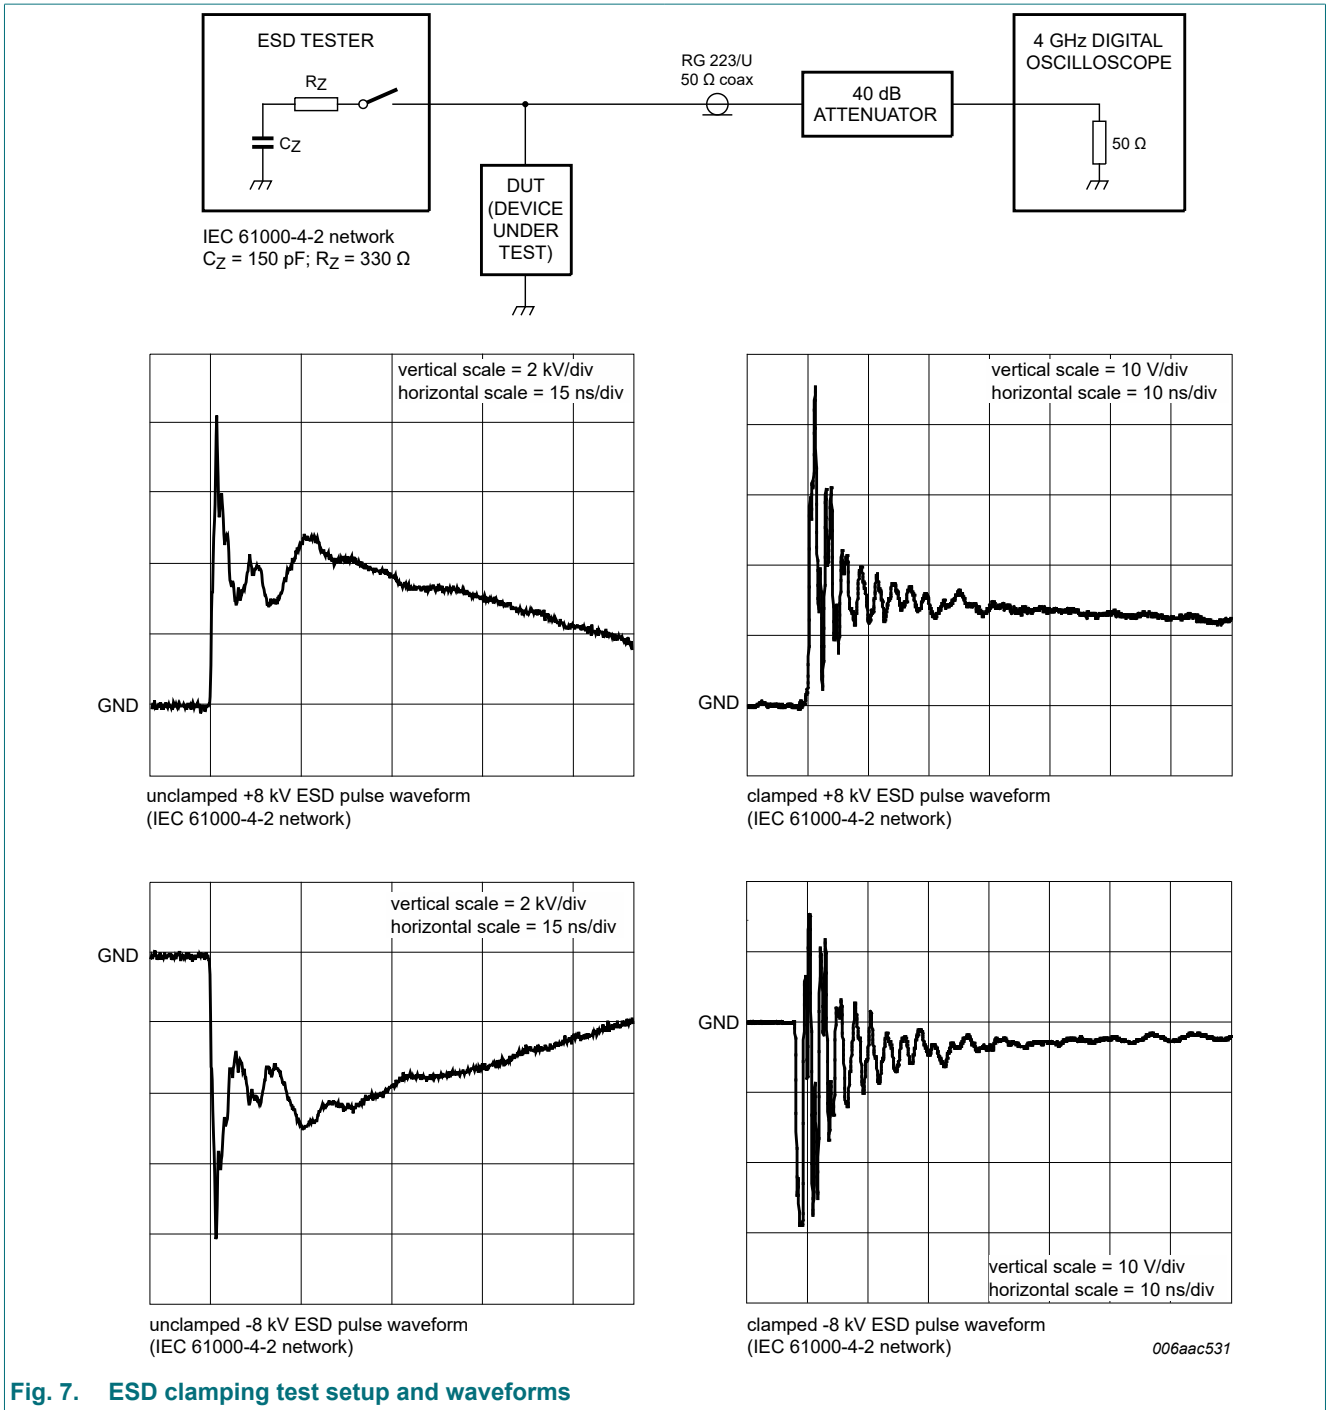 ESD TESTER
RZ
CZ
IEC 61000-4-2 network
CZ = 150 pF; RZ = 330 Ω
DUT
(DEVICE
UNDER
TEST)
RG 223/U
50 Ω coax
40 dB
ATTENUATOR
4 GHz DIGITAL
OSCILLOSCOPE
50 Ω
vertical scale = 2 kV/div
horizontal scale = 15 ns/div
GND
unclamped +8 kV ESD pulse waveform
(IEC 61000-4-2 network)
vertical scale = 10 V/div
horizontal scale = 10 ns/div
GND
clamped +8 kV ESD pulse waveform
(IEC 61000-4-2 network)
vertical scale = 2 kV/div
horizontal scale = 15 ns/div
GND
unclamped -8 kV ESD pulse waveform
(IEC 61000-4-2 network)
GND
vertical scale = 10 V/div
horizontal scale = 10 ns/div
clamped -8 kV ESD pulse waveform
(IEC 61000-4-2 network)
006aac531
Fig. 7. ESD clamping test setup and waveforms